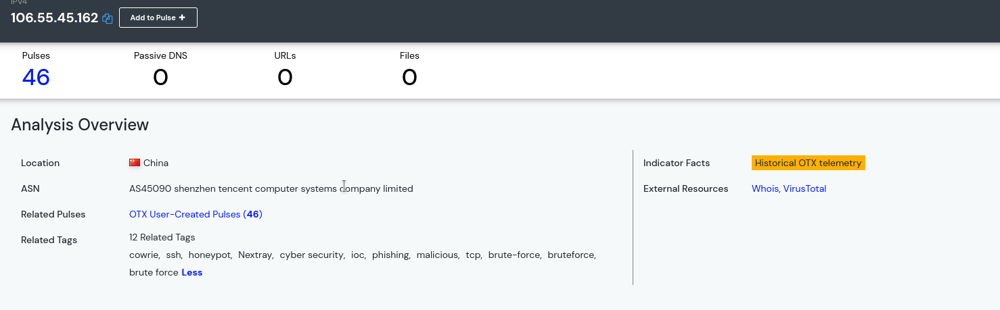 IPv4
106.55.45.162 Add to Pulse +
Pulses Passive DNS URLs Files
46 0 0 0
Analysis Overview
Location China Indicator Facts Historical OTX telemetry
ASN AS45090 shenzhen tencent computer systems company limited External Resources Whois, VirusTotal
Related Pulses OTX User-Created Pulses (46)
Related Tags 12 Related Tags
cowrie, ssh, honeypot, Nextray, cyber security, ioc, phishing, malicious, tcp, brute-force, bruteforce,
brute force Less